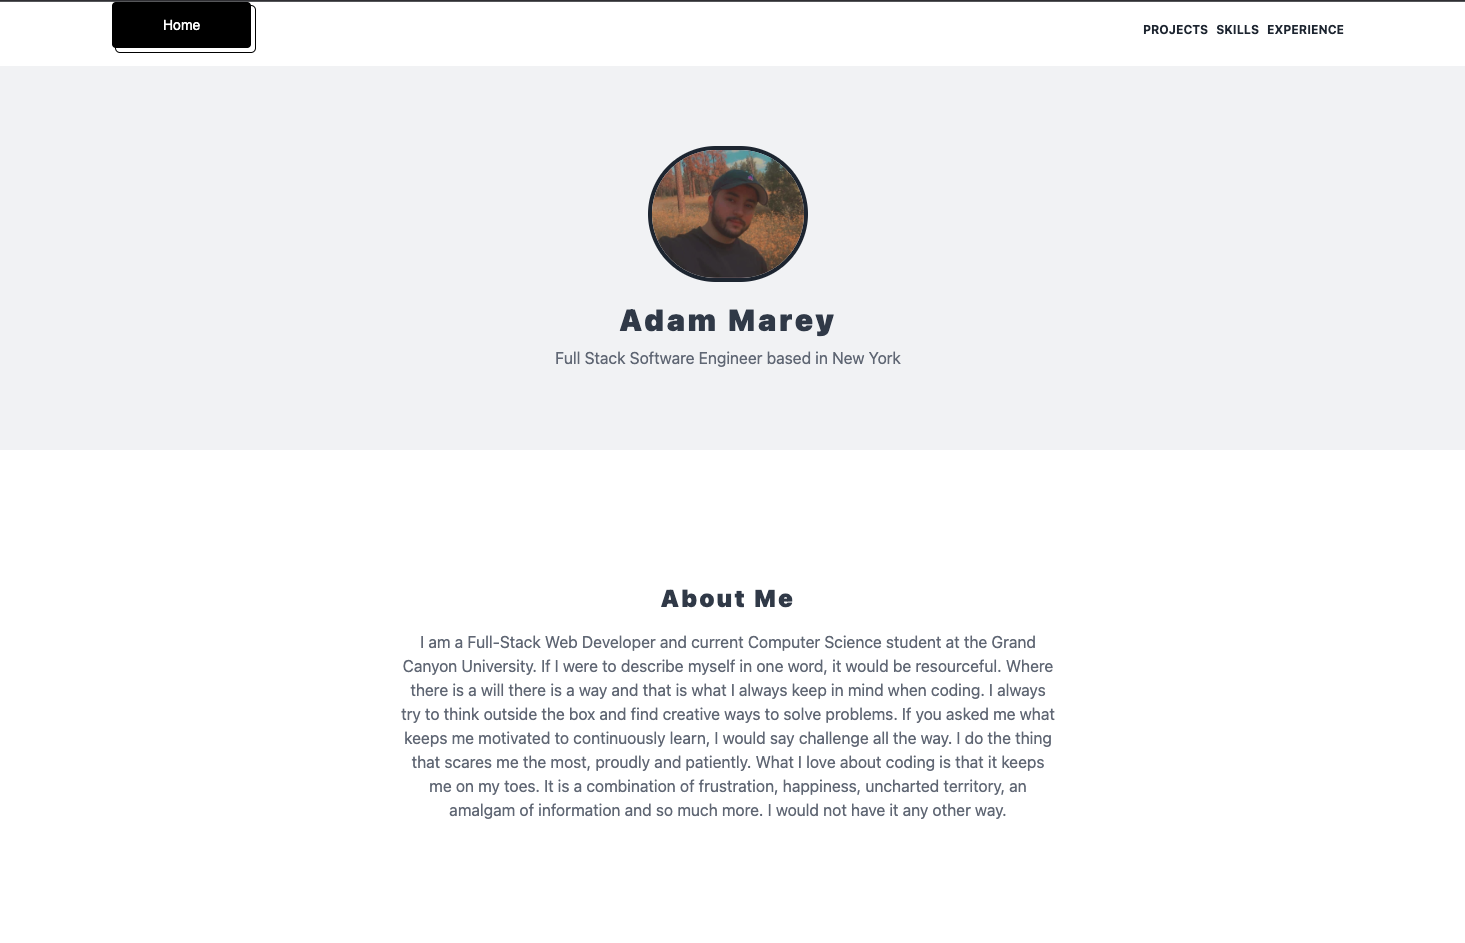 Home
PROJECTS SKILLS EXPERIENCE
Adam Marey
Full Stack Software Engineer based in New York
About Me
I am a Full-Stack Web Developer and current Computer Science student at the Grand
Canyon University. If I were to describe myself in one word, it would be resourceful. Where
there is a will there is a way and that is what I always keep in mind when coding. I always
try to think outside the box and find creative ways to solve problems. If you asked me what
keeps me motivated to continuously learn, I would say challenge all the way. I do the thing
that scares me the most, proudly and patiently. What I love about coding is that it keeps
me on my toes. It is a combination of frustration, happiness, uncharted territory, an
amalgam of information and so much more. I would not have it any other way.